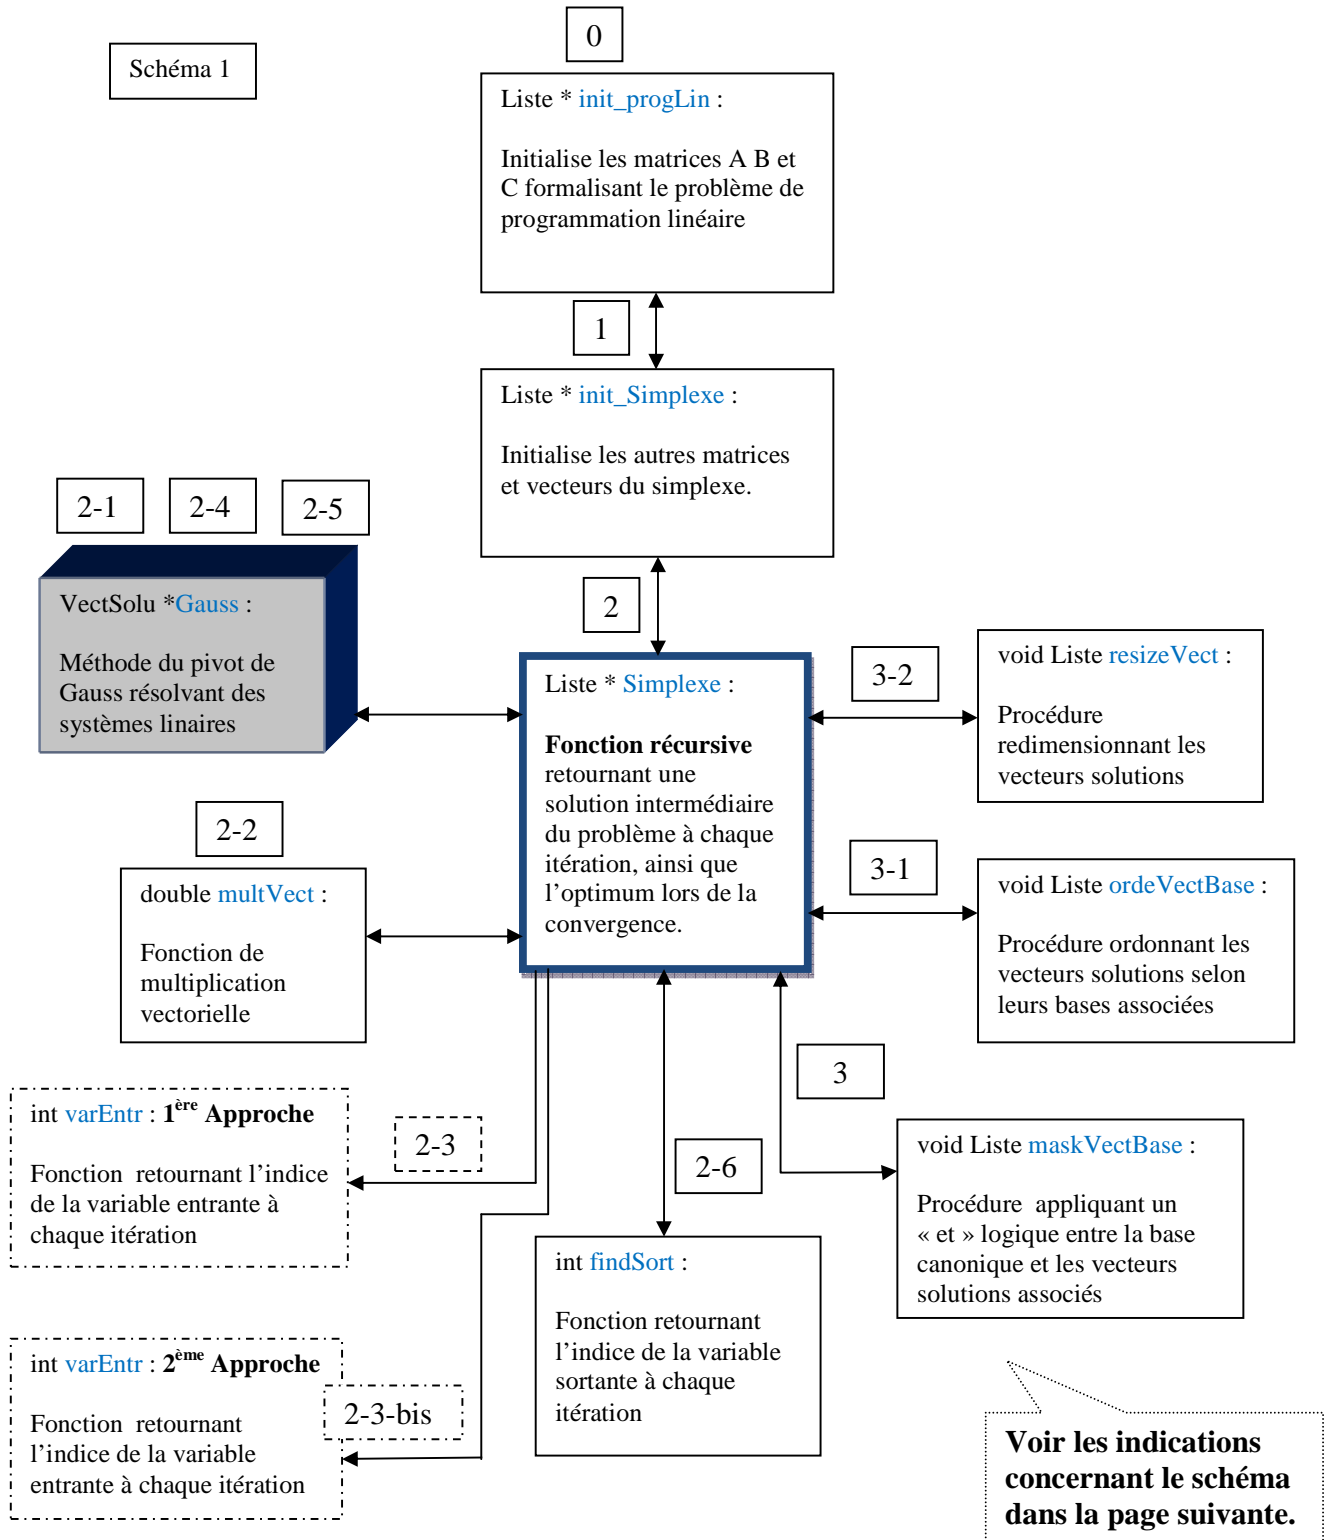 0
Schéma 1
Liste * init_progLin :
Initialise les matrices A B et
C formalisant le problème de
programmation linéaire
1
Liste * init_Simplexe :
Initialise les autres matrices
et vecteurs du simplexe.
2-1
2-4
2-5
2
VectSolu *Gauss :
Méthode du pivot de
Gauss résolvant des
systèmes linaires
Liste * Simplexe :
Fonction récursive
retournant une
solution intermédiaire
du problème à chaque
itération, ainsi que
l’optimum lors de la
convergence.
3-2
void Liste resizeVect :
Procédure
redimensionnant les
vecteurs solutions
2-2
double multVect :
Fonction de
multiplication
vectorielle
3-1
void Liste ordeVectBase :
Procédure ordonnant les
vecteurs solutions selon
leurs bases associées
3
int varEntr : 1ère Approche
Fonction  retournant l’indice
de la variable entrante à
chaque itération
2-3
2-6
void Liste maskVectBase :
Procédure  appliquant un
« et » logique entre la base
canonique et les vecteurs
solutions associés
int findSort :
Fonction retournant
l’indice de la variable
sortante à chaque
itération
int varEntr : 2ème Approche
Fonction  retournant
l’indice de la variable
entrante à chaque itération
2-3-bis
Voir les indications
concernant le schéma
dans la page suivante.